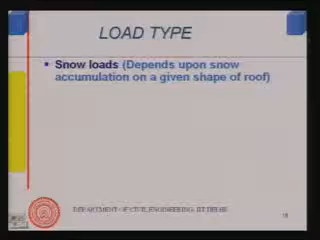 LOAD TYPE
Snow loads (Depends upon snow
accumulation on a given shape of roof)
DEPARTMENT OF CIVIL ENGINEERING, IIT DELHI